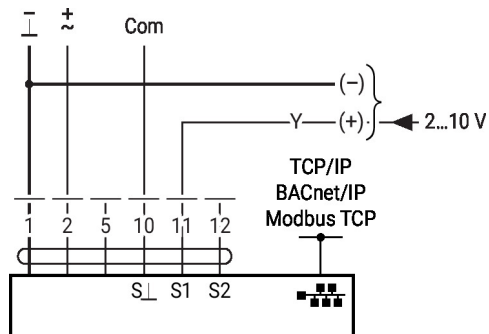 − + Com
⊥ ~
(−)
Y (+) 2...10 V
TCP/IP
BACnet/IP
Modbus TCP
1 2 5 10 11 12
S⊥ S1 S2